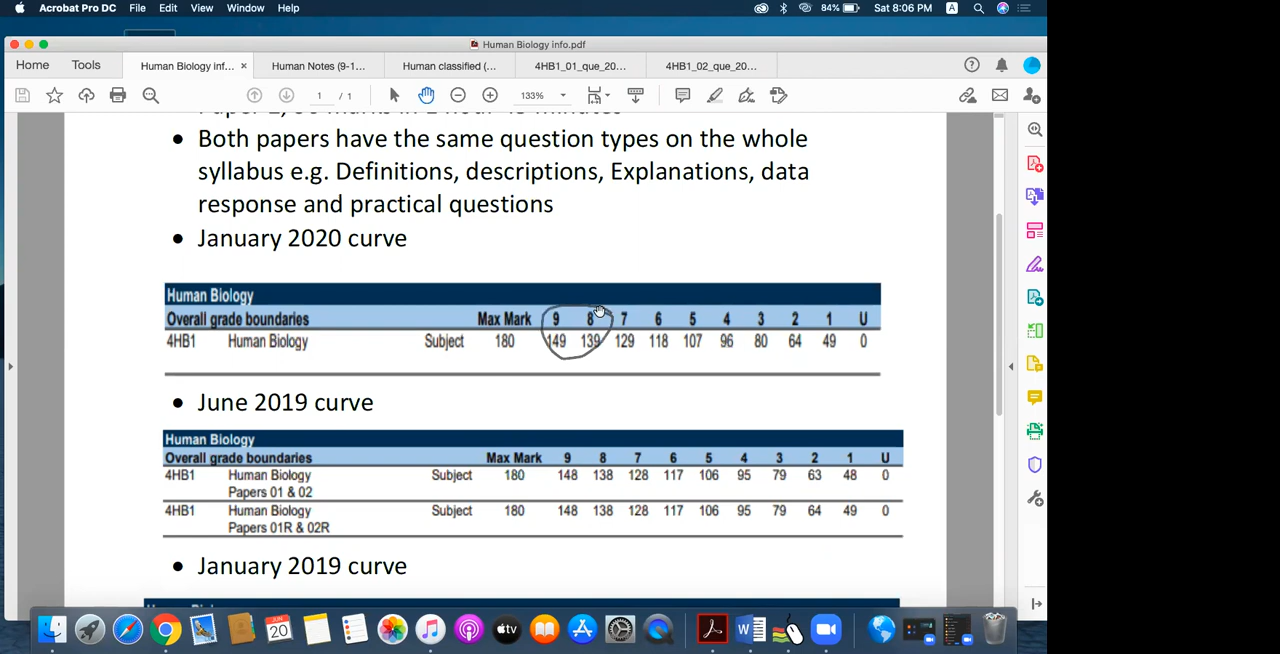 Acrobat Pro DC File Edit View Window Help 84% Sat 8:06 PM A
Human Biology info.pdf
Home Tools Human Biology inf... × Human Notes (9-1... Human classified (... 4HB1_01_que_20... 4HB1_02_que_20...
1 / 1 133%
Both papers have the same question types on the whole
syllabus e.g. Definitions, descriptions, Explanations, data
response and practical questions
January 2020 curve
Human Biology
Overall grade boundaries Max Mark 9 8 7 6 5 4 3 2 1 U
4HB1 Human Biology Subject 180 149 139 129 118 107 96 80 64 49 0
June 2019 curve
Human Biology
Overall grade boundaries Max Mark 9 8 7 6 5 4 3 2 1 U
4HB1 Human Biology Subject 180 148 138 128 117 106 95 79 63 48 0
Papers 01 & 02
4HB1 Human Biology Subject 180 148 138 128 117 106 95 79 64 49 0
Papers 01R & 02R
January 2019 curve
JUN
20
tv
W